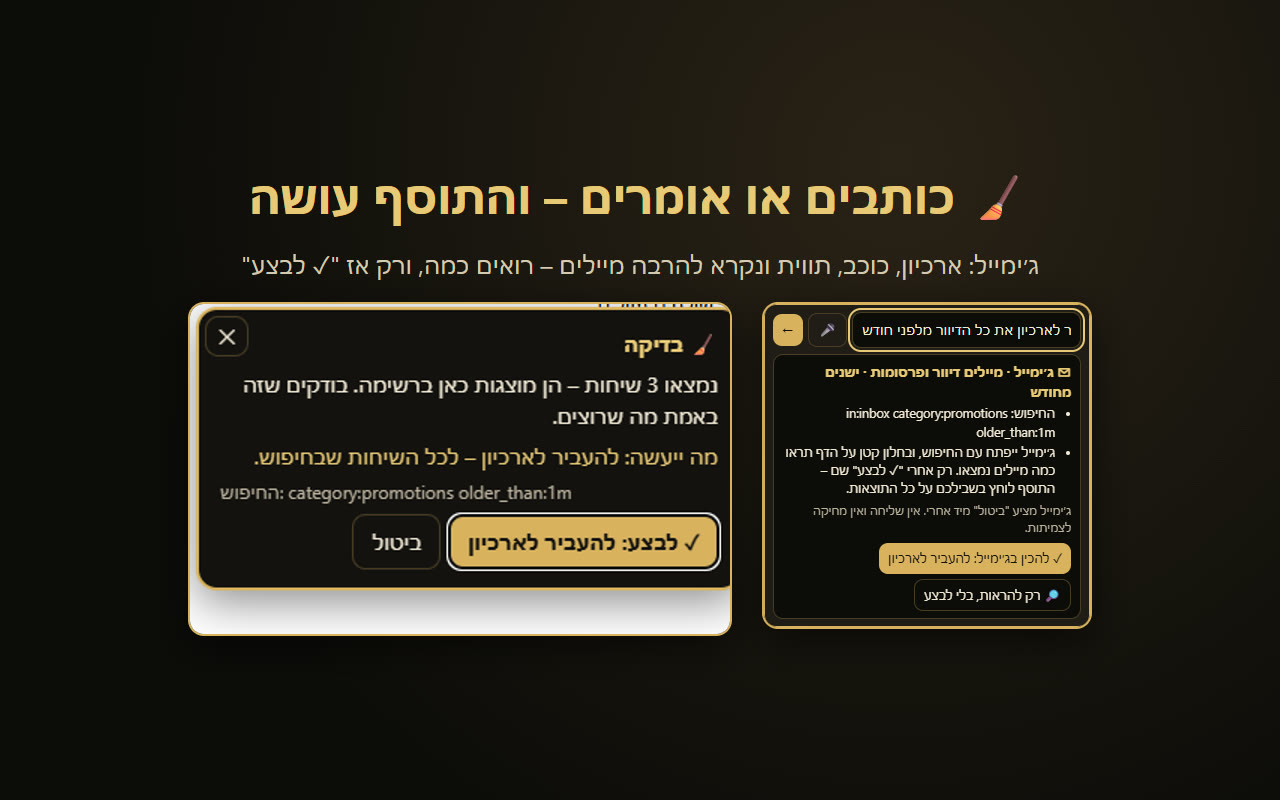 🧹 כותבים או אומרים – והתוסף עושה
ג׳ימייל: ארכיון, כוכב, תווית ונקרא להרבה מיילים – רואים כמה, ורק אז "✓ לבצע"
ר לארכיון את כל הדיוור מלפני חודש
←
✉ ג׳ימייל · מיילים דיוור ופרסומות · ישנים
מחודש
• החיפוש: in:inbox category:promotions
older_than:1m
• ג׳ימייל ייפתח עם החיפוש, ובחלון קטן על הדף תראו
כמה מיילים נמצאו. רק אחרי "✓ לבצע" שם –
התוסף לוחץ בשבילכם על כל התוצאות.
ג׳ימייל מציע "ביטול" מיד אחרי. אין שליחה ואין מחיקה
לצמיתות.
✓ להכין בג׳ימייל: להעביר לארכיון
🔍 רק להראות, בלי לבצע
🧹 בדיקה
נמצאו 3 שיחות – הן מוצגות כאן ברשימה. בודקים שזה
באמת מה שרוצים.
מה ייעשה: להעביר לארכיון – לכל השיחות שבחיפוש.
החיפוש: category:promotions older_than:1m
✓ לבצע: להעביר לארכיון
ביטול